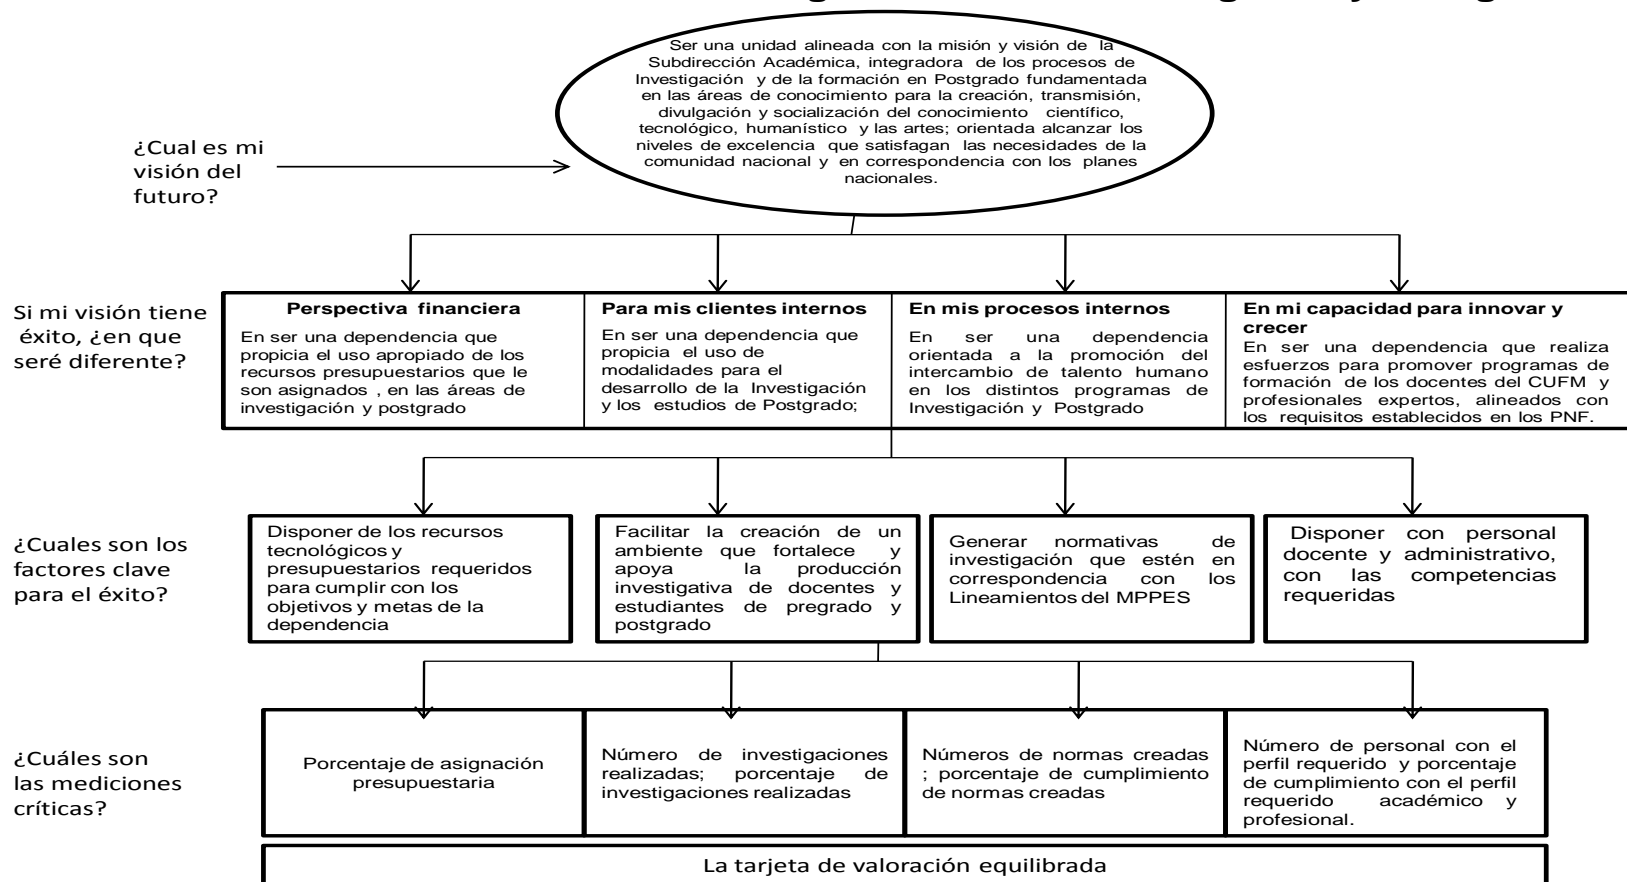 Ser una unidad alineada con la misión y visión de la
Subdirección Académica, integradora de los procesos de
Investigación y de la formación en Postgrado fundamentada
en las áreas de conocimiento para la creación, transmisión,
divulgación y socialización del conocimiento científico,
tecnológico, humanístico y las artes; orientada alcanzar los
niveles de excelencia que satisfagan las necesidades de la
comunidad nacional y en correspondencia con los planes
nacionales.
¿Cual es mi
visión del
futuro?
Si mi visión tiene
éxito, ¿en que
seré diferente?
Perspectiva financiera
En ser una dependencia que
propicia el uso apropiado de los
recursos presupuestarios que le
son asignados , en las áreas de
investigación y postgrado
Para mis clientes internos
En ser una dependencia que
propicia el uso de
modalidades para el
desarrollo de la Investigación
y los estudios de Postgrado;
En mis procesos internos
En ser una dependencia
orientada a la promoción del
intercambio de talento humano
en los distintos programas de
Investigación y Postgrado
En mi capacidad para innovar y
crecer
En ser una dependencia que realiza
esfuerzos para promover programas de
formación de los docentes del CUFM y
profesionales expertos, alineados con
los requisitos establecidos en los PNF.
¿Cuales son los
factores clave
para el éxito?
Disponer de los recursos
tecnológicos y
presupuestarios requeridos
para cumplir con los
objetivos y metas de la
dependencia
Facilitar la creación de un
ambiente que fortalece y
apoya la producción
investigativa de docentes y
estudiantes de pregrado y
postgrado
Generar normativas de
investigación que estén en
correspondencia con los
Lineamientos del MPPES
Disponer con personal
docente y administrativo,
con las competencias
requeridas
¿Cuáles son
las mediciones
críticas?
Porcentaje de asignación
presupuestaria
Número de investigaciones
realizadas; porcentaje de
investigaciones realizadas
Números de normas creadas
; porcentaje de cumplimiento
de normas creadas
Número de personal con el
perfil requerido y porcentaje
de cumplimiento con el perfil
requerido académico y
profesional.
La tarjeta de valoración equilibrada